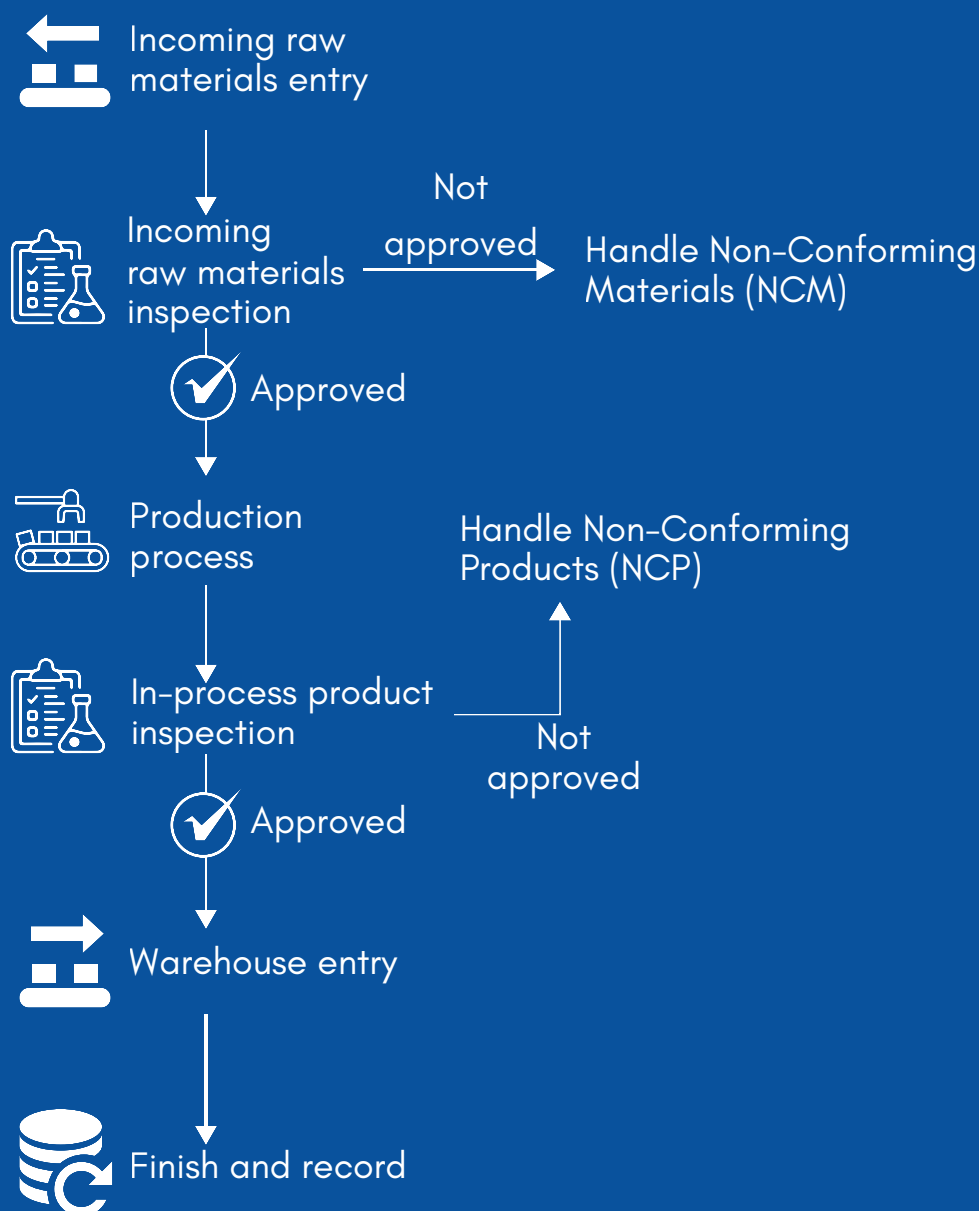 Incoming raw
materials entry
Not
approved
Incoming
raw materials
inspection
Handle Non-Conforming
Materials (NCM)
Approved
Production
process
Handle Non-Conforming
Products (NCP)
In-process product
inspection
Not
approved
Approved
Warehouse entry
Finish and record